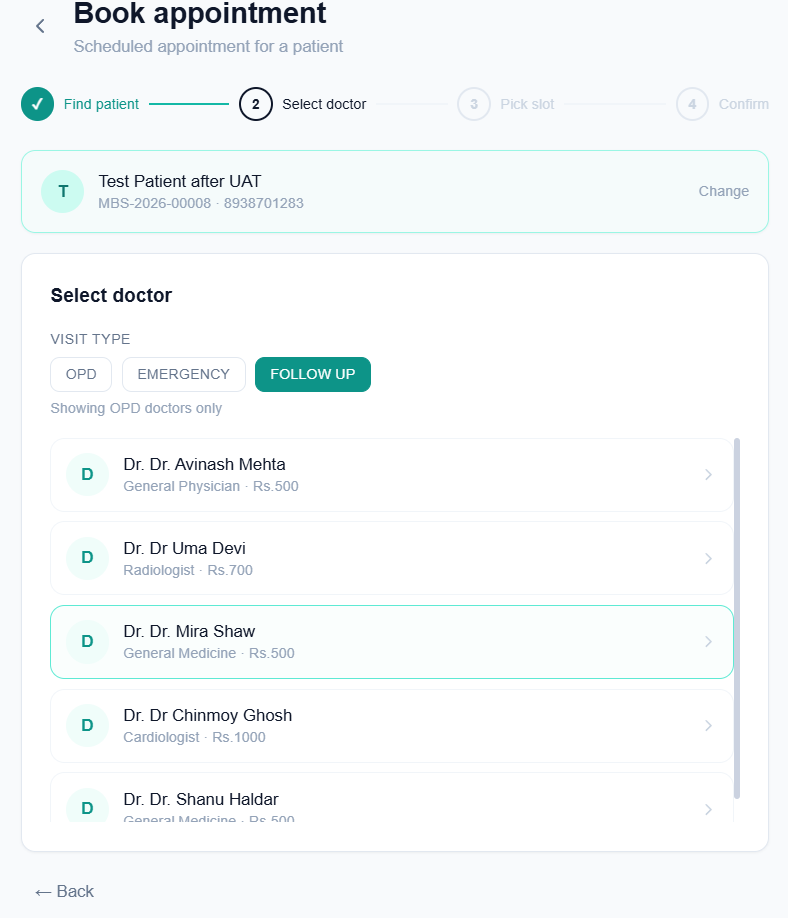 Book appointment
Scheduled appointment for a patient
Find patient
2 Select doctor
3 Pick slot
4 Confirm
T
Test Patient after UAT
MBS-2026-00008 · 8938701283
Change
Select doctor
VISIT TYPE
OPD EMERGENCY FOLLOW UP
Showing OPD doctors only
D
Dr. Dr. Avinash Mehta
General Physician · Rs.500
D
Dr. Dr Uma Devi
Radiologist · Rs.700
D
Dr. Dr. Mira Shaw
General Medicine · Rs.500
D
Dr. Dr Chinmoy Ghosh
Cardiologist · Rs.1000
D
Dr. Dr. Shanu Haldar
General Medicine · Rs.500
← Back